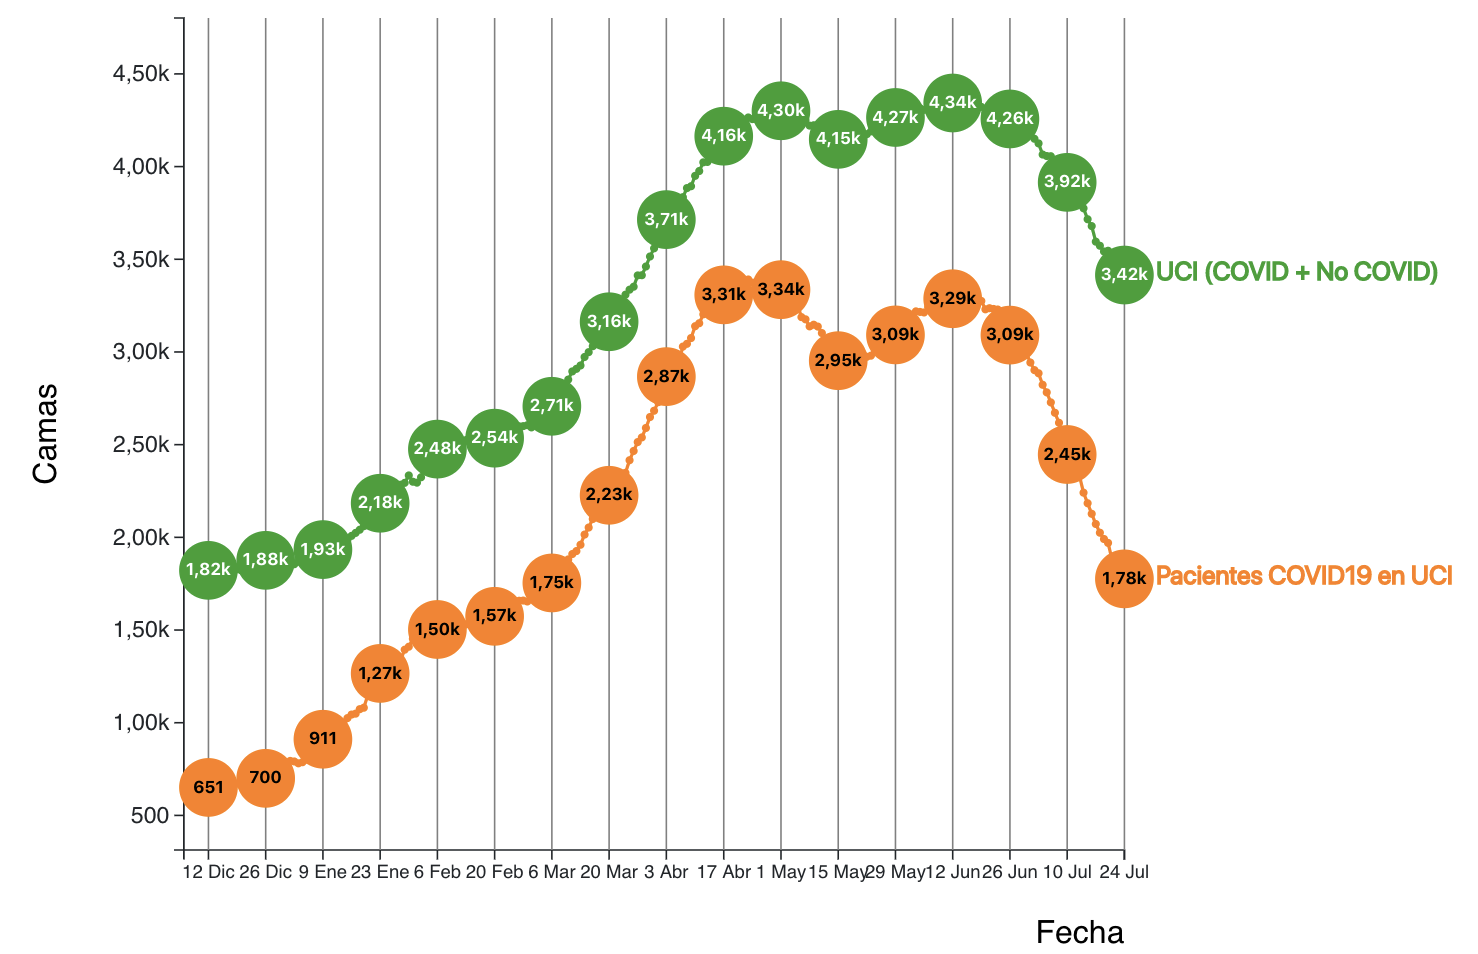 4,50k
4,00k
3,50k
3,00k
2,50k
2,00k
1,50k
1,00k
500
Camas
1,82k
1,88k
1,93k
2,18k
2,48k
2,54k
2,71k
3,16k
3,71k
4,16k
4,30k
4,15k
4,27k
4,34k
4,26k
3,92k
3,42k
UCI (COVID + No COVID)
651
700
911
1,27k
1,50k
1,57k
1,75k
2,23k
2,87k
3,31k
3,34k
2,95k
3,09k
3,29k
3,09k
2,45k
1,78k
Pacientes COVID19 en UCI
12 Dic 26 Dic 9 Ene 23 Ene 6 Feb 20 Feb 6 Mar 20 Mar 3 Abr 17 Abr 1 May 15 May 29 May 12 Jun 26 Jun 10 Jul 24 Jul
Fecha